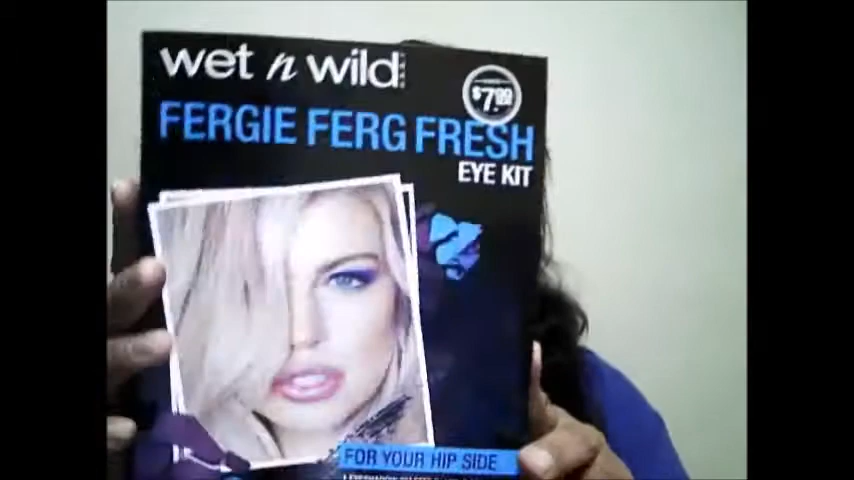 wet n wild
$7.99
FERGIE FERG FRESH
EYE KIT
FOR YOUR HIP SIDE